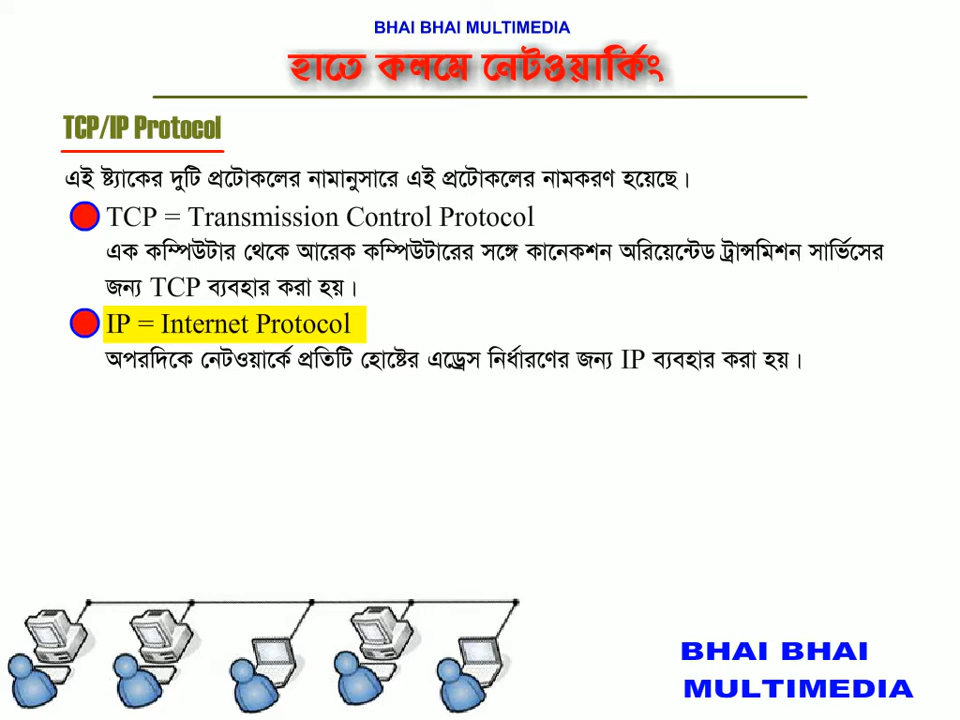 BHAI BHAI MULTIMEDIA
হাতে কলমে নেটওয়ার্কিং
TCP/IP Protocol
এই ষ্ট্যাকের দুটি প্রটোকলের নামানুসারে এই প্রটোকলের নামকরণ হয়েছে।
TCP = Transmission Control Protocol
এক কম্পিউটার থেকে আরেক কম্পিউটারের সঙ্গে কানেকশন অরিয়েন্টেড ট্রান্সমিশন সার্ভিসের
জন্য TCP ব্যবহার করা হয়।
IP = Internet Protocol
অপরদিকে নেটওয়ার্কে প্রতিটি হোষ্টের এড্রেস নির্ধারণের জন্য IP ব্যবহার করা হয়।
BHAI BHAI
MULTIMEDIA